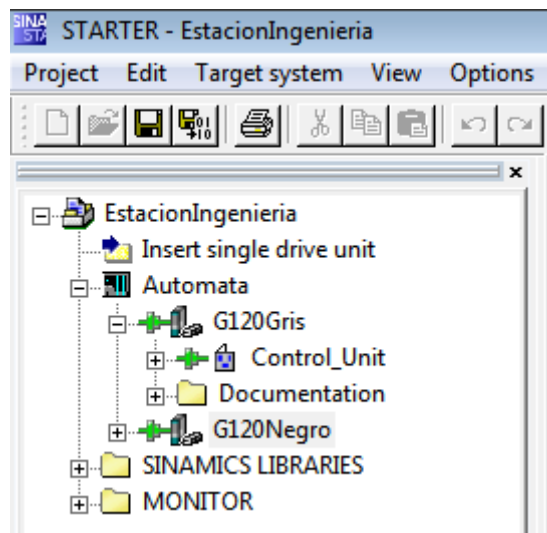 SINA
STA
STARTER - EstacionIngenieria
Project Edit Target system View Options
EstacionIngenieria
Insert single drive unit
Automata
G120Gris
Control_Unit
Documentation
G120Negro
SINAMICS LIBRARIES
MONITOR